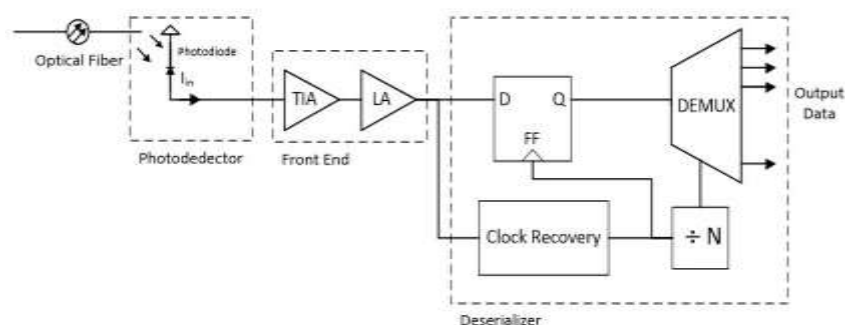 Optical Fiber
Photodiode
Iin
Photodedector
TIA
LA
Front End
D
Q
FF
DEMUX
Output
Data
Clock Recovery
÷ N
Deserializer